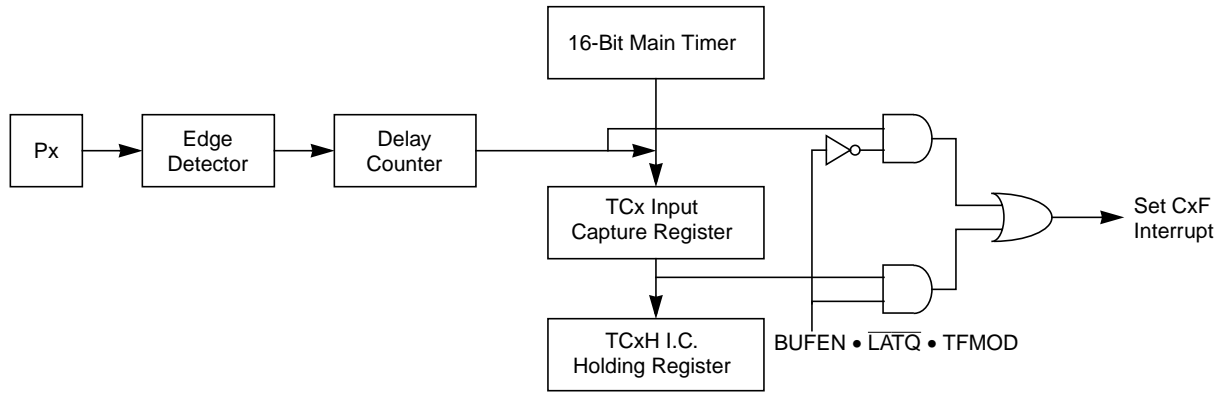 16-Bit Main Timer
Px
Edge
Detector
Delay
Counter
TCx Input
Capture Register
Set CxF
Interrupt
TCxH I.C.
Holding Register
BUFEN • L̅A̅T̅Q̅ • TFMOD